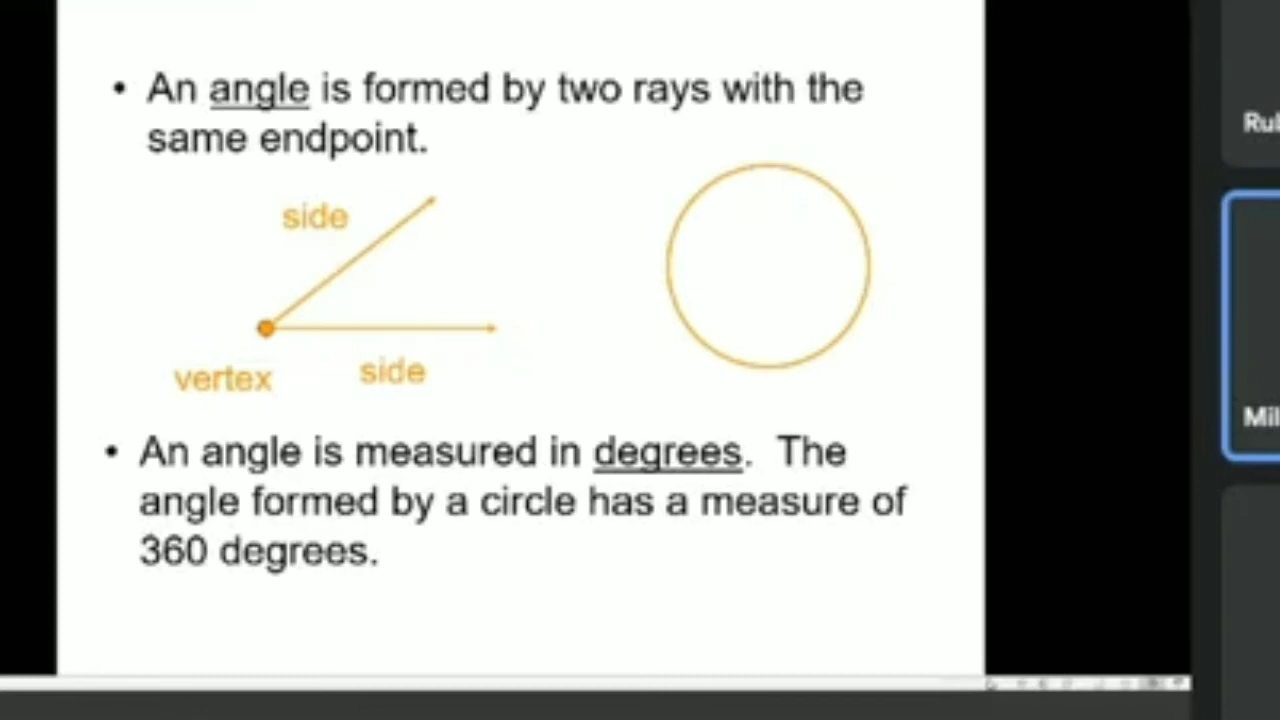 • An angle is formed by two rays with the
same endpoint.
side
vertex
side
• An angle is measured in degrees. The
angle formed by a circle has a measure of
360 degrees.
Rul
Mil